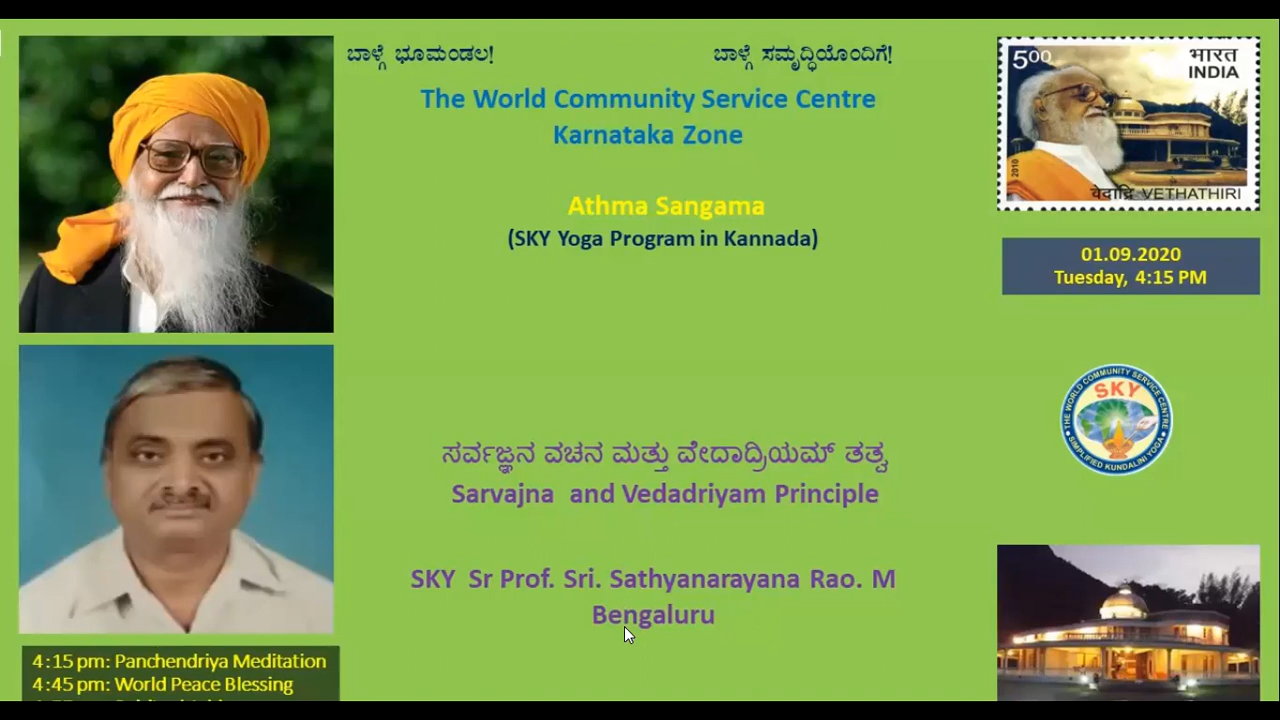 ಬಾಳ್ಗೆ ಭೂಮಂಡಲ! ಬಾಳ್ಗೆ ಸಮೃದ್ಧಿಯೊಂದಿಗೆ!
The World Community Service Centre
Karnataka Zone
Athma Sangama
(SKY Yoga Program in Kannada)
500 भारत
INDIA
2010
वेदाद्रि VETHATHIRI
01.09.2020
Tuesday, 4:15 PM
THE WORLD COMMUNITY SERVICE CENTRE
SKY
SIMPLIFIED KUNDALINI YOGA
ಸರ್ವಜ್ಞನ ವಚನ ಮತ್ತು ವೇದಾದ್ರಿಯಮ್ ತತ್ವ
Sarvajna and Vedadriyam Principle
SKY Sr Prof. Sri. Sathyanarayana Rao. M
Bengaluru
4:15 pm: Panchendriya Meditation
4:45 pm: World Peace Blessing